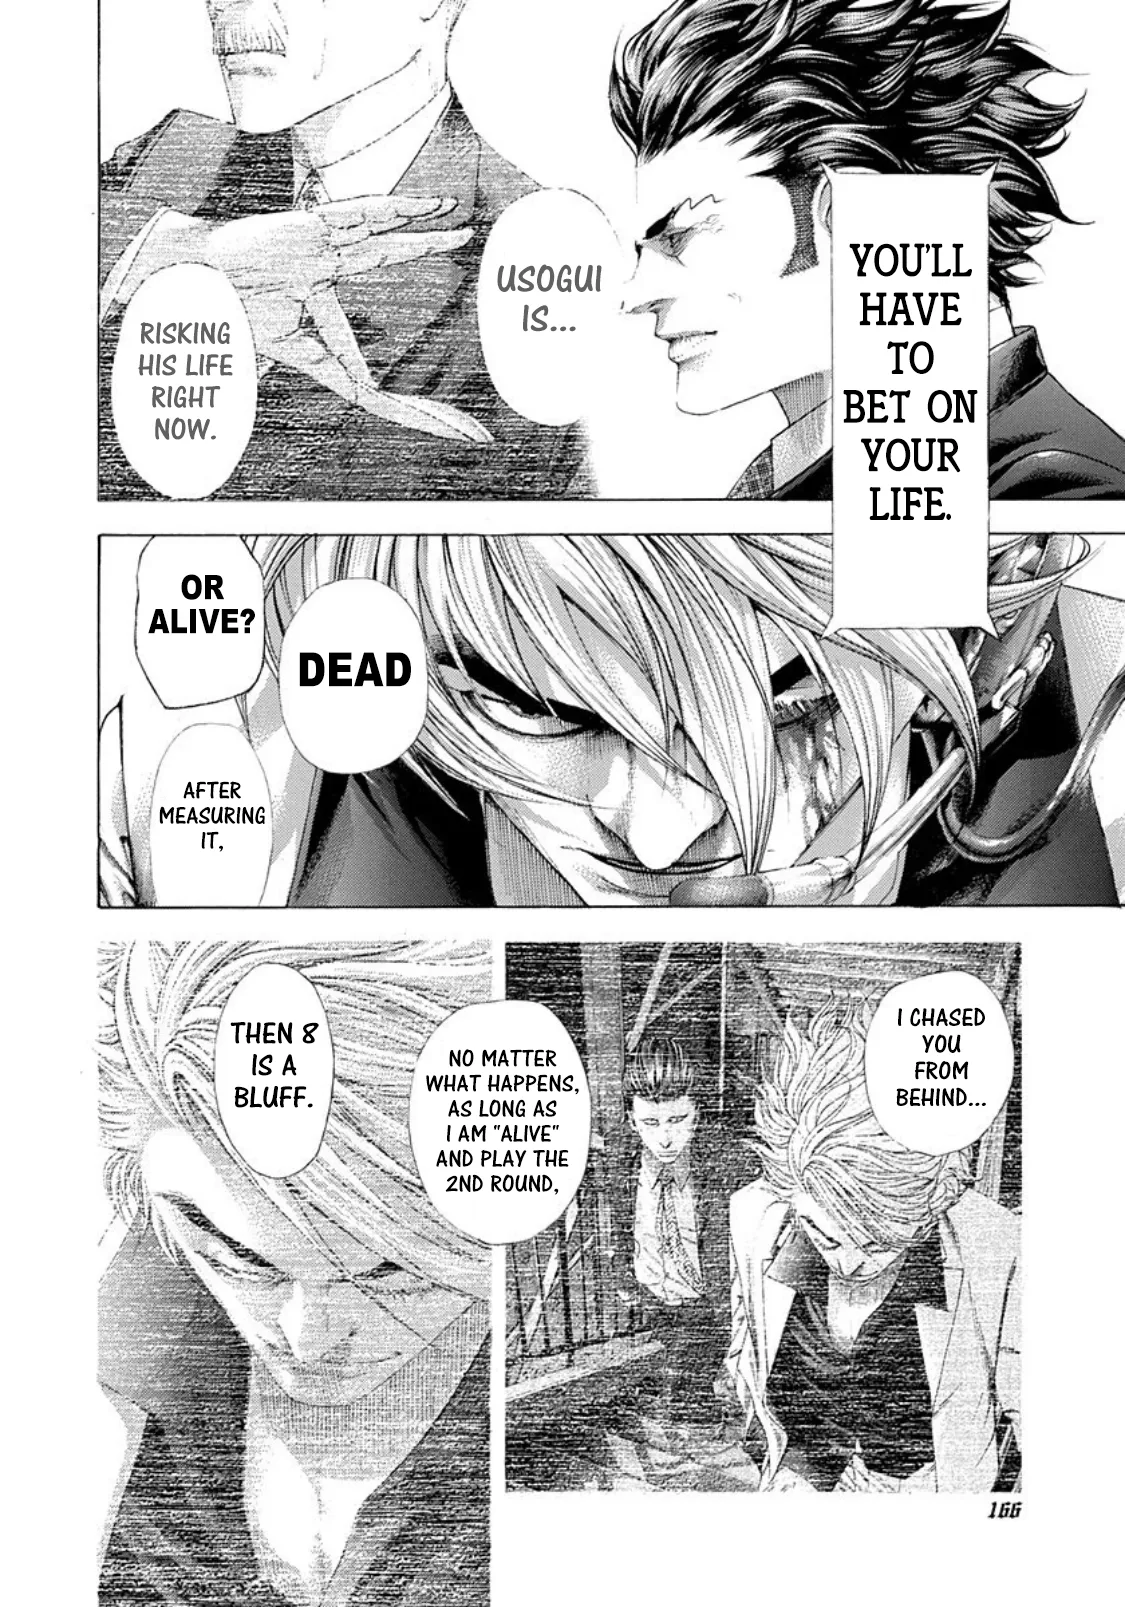 YOU'LL
HAVE
TO
BET ON
YOUR
LIFE.
USOGUI
IS...
RISKING
HIS LIFE
RIGHT
NOW.
DEAD
OR
ALIVE?
AFTER
MEASURING
IT,
I CHASED
YOU
FROM
BEHIND...
NO MATTER
WHAT HAPPENS,
AS LONG AS
I AM "ALIVE"
AND PLAY THE
2ND ROUND,
THEN 8
IS A
BLUFF.
166